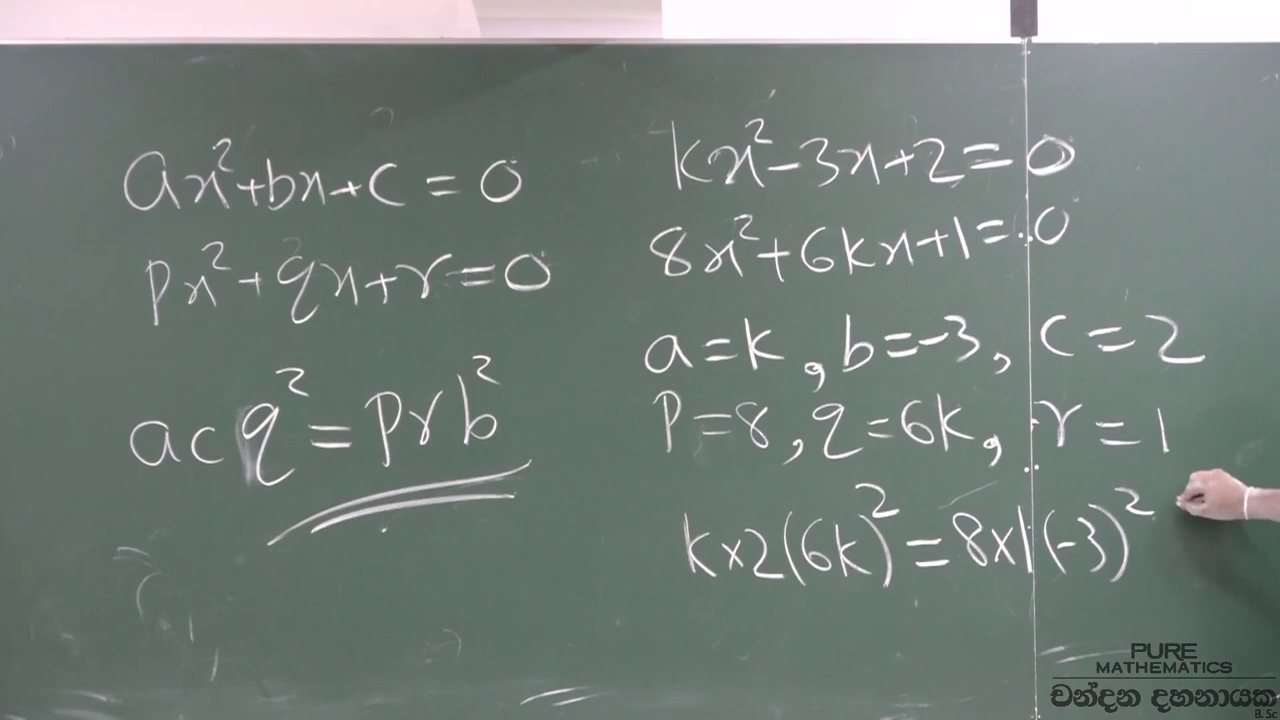 ax²+bx+c=0
px²+qx+r=0
acq²=prb²
kx²-3x+2=0
8x²+6kx+1=0
a=k, b=-3, c=2
p=8, q=6k, r=1
k×2(6k)²=8×1(-3)²
PURE
MATHEMATICS
චන්දන දහනායක
B.Sc